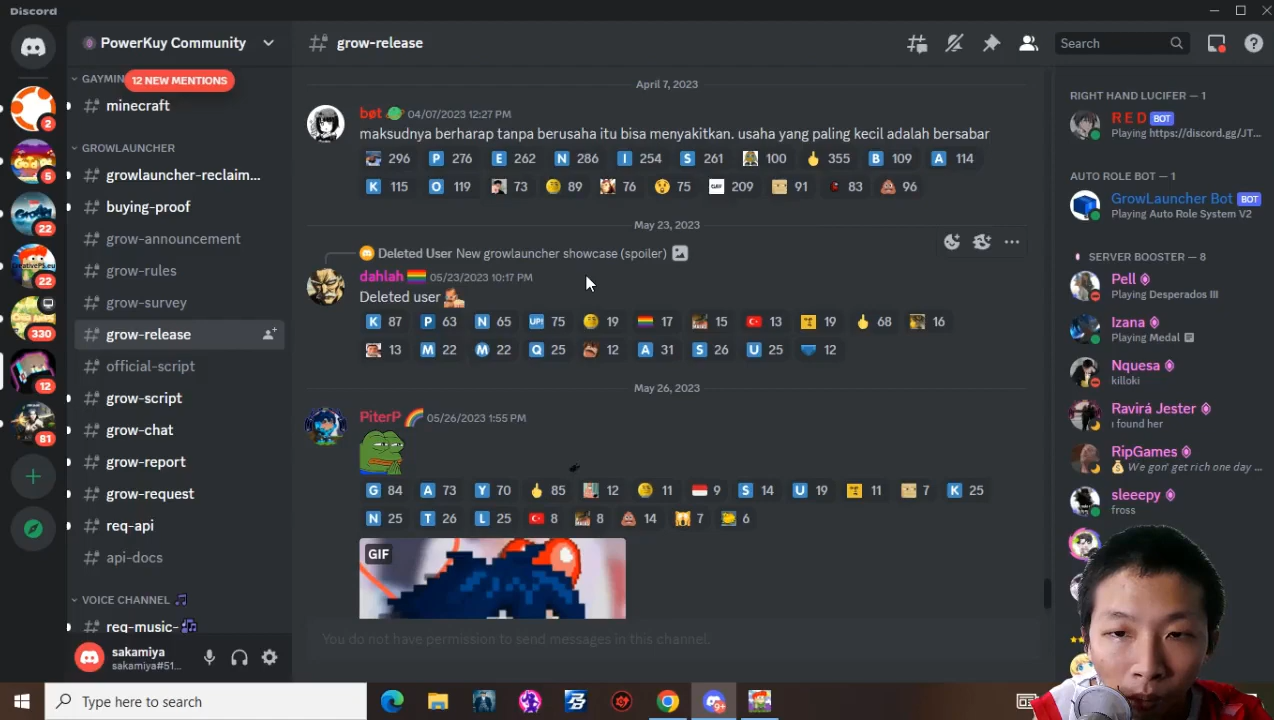 Discord
PowerKuy Community
grow-release
Search
12 NEW MENTIONS
GAYMIN
minecraft
GROWLAUNCHER
growlauncher-reclaim...
buying-proof
grow-announcement
grow-rules
grow-survey
grow-release
official-script
grow-script
grow-chat
grow-report
grow-request
req-api
api-docs
VOICE CHANNEL
req-music-
2
5
22
22
330
12
81
sakamiya
sakamiya#51...
April 7, 2023
bøt 04/07/2023 12:27 PM
maksudnya berharap tanpa berusaha itu bisa menyakitkan. usaha yang paling kecil adalah bersabar
296 P 276 E 262 N 286 I 254 S 261 100 355 B 109 A 114
K 115 O 119 73 89 76 75 209 91 83 96
May 23, 2023
Deleted User New growlauncher showcase (spoiler)
dahlah 05/23/2023 10:17 PM
Deleted user
K 87 P 63 N 65 UP! 75 19 17 15 13 19 68 16
13 M 22 M 22 Q 25 12 A 31 S 26 U 25 12
May 26, 2023
PiterP 05/26/2023 1:55 PM
G 84 A 73 Y 70 85 12 11 9 S 14 U 19 11 7 K 25
N 25 T 26 L 25 8 8 14 7 6
GIF
You do not have permission to send messages in this channel.
RIGHT HAND LUCIFER — 1
R E D BOT
Playing https://discord.gg/JT...
AUTO ROLE BOT — 1
GrowLauncher Bot BOT
Playing Auto Role System V2
SERVER BOOSTER — 8
Pell
Playing Desperados III
Izana
Playing Medal
Nquesa
killoki
Ravirá Jester
i found her
RipGames
We gon' get rich one day ...
sleeepy
fross
Type here to search
9+